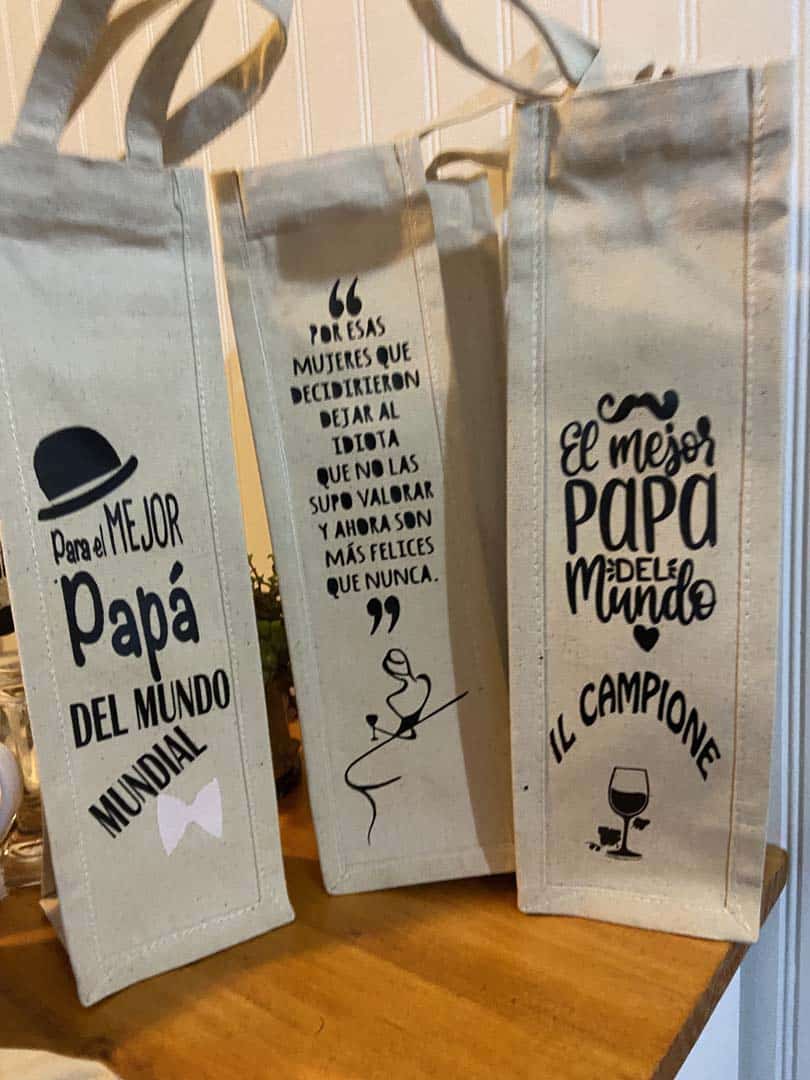 Para el MEJOR
Papá
DEL MUNDO
MUNDIAL
“
POR ESAS
MUJERES QUE
DECIDIRIERON
DEJAR AL
IDIOTA
QUE NO LAS
SUPO VALORAR
Y AHORA SON
MÁS FELICES
QUE NUNCA.
”
El mejor
PAPA
DEL
Mundo
IL CAMPIONE